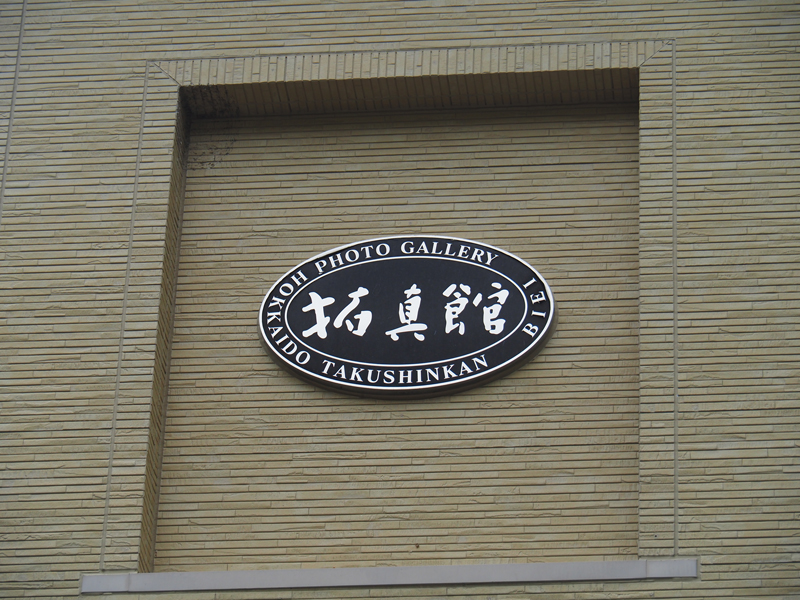 PHOTO GALLERY
拓真館
HOKKAIDO TAKUSHINKAN BIEI